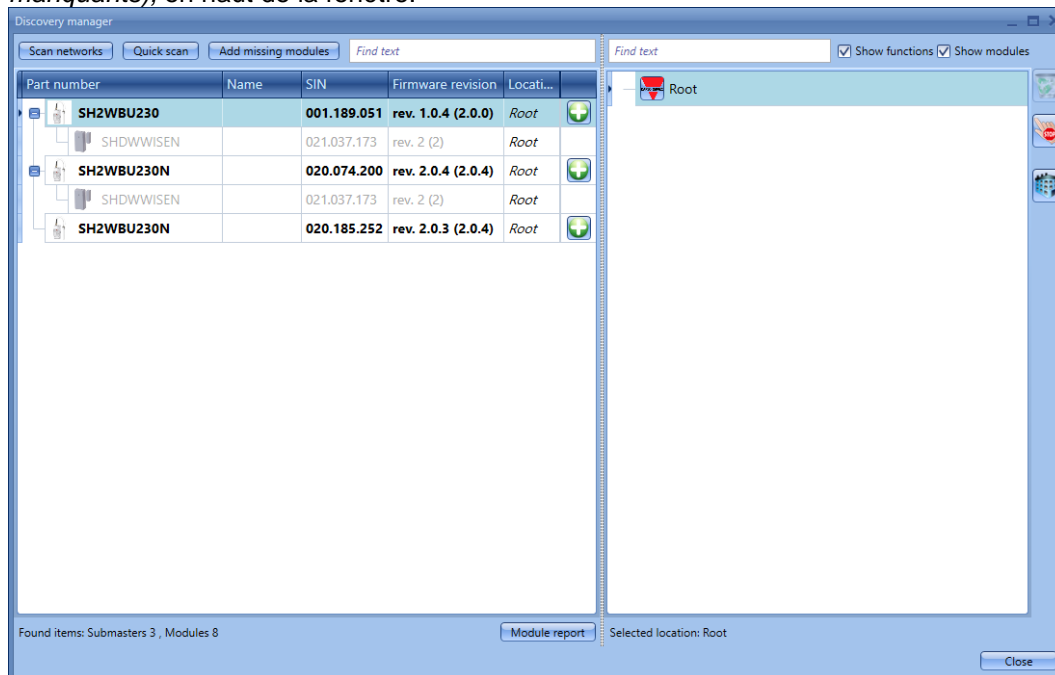 manquants), en haut de la fenêtre.
Discovery manager
Scan networks Quick scan Add missing modules Find text Find text Show functions Show modules
Part number Name SIN Firmware revision Locati...
SH2WBU230 001.189.051 rev. 1.0.4 (2.0.0) Root
SHDWWISEN 021.037.173 rev. 2 (2) Root
SH2WBU230N 020.074.200 rev. 2.0.4 (2.0.4) Root
SHDWWISEN 021.037.173 rev. 2 (2) Root
SH2WBU230N 020.185.252 rev. 2.0.3 (2.0.4) Root
Root
Found items: Submasters 3 , Modules 8 Module report Selected location: Root
Close